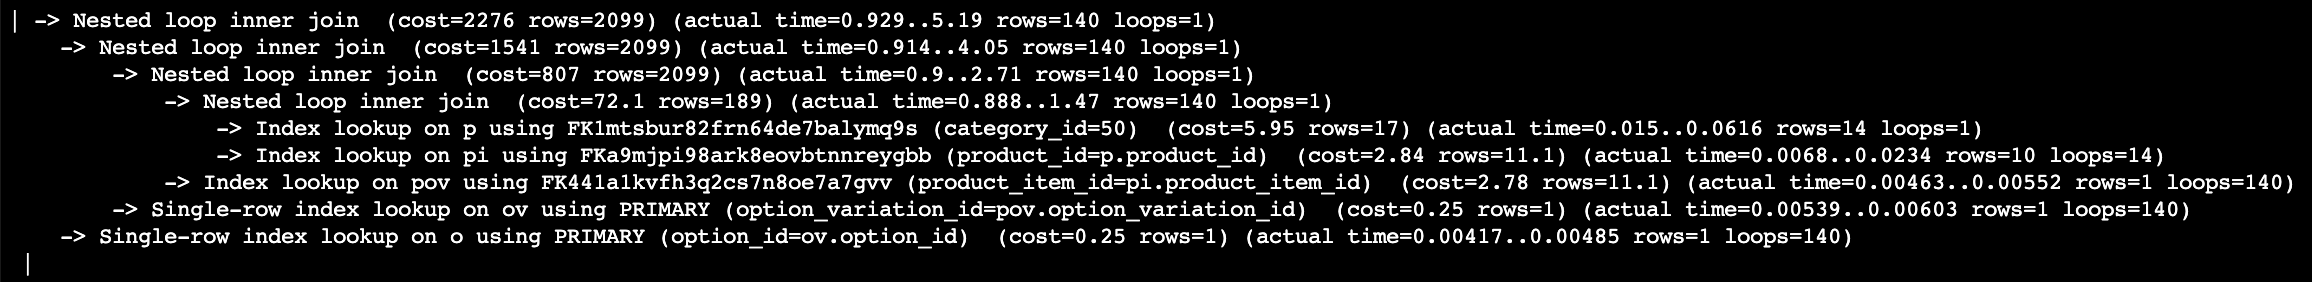 | -> Nested loop inner join  (cost=2276 rows=2099) (actual time=0.929..5.19 rows=140 loops=1)
    -> Nested loop inner join  (cost=1541 rows=2099) (actual time=0.914..4.05 rows=140 loops=1)
        -> Nested loop inner join  (cost=807 rows=2099) (actual time=0.9..2.71 rows=140 loops=1)
            -> Nested loop inner join  (cost=72.1 rows=189) (actual time=0.888..1.47 rows=140 loops=1)
                -> Index lookup on p using FK1mtsbur82frn64de7balymq9s (category_id=50)  (cost=5.95 rows=17) (actual time=0.015..0.0616 rows=14 loops=1)
                -> Index lookup on pi using FKa9mjpi98ark8eovbtnnreygbb (product_id=p.product_id)  (cost=2.84 rows=11.1) (actual time=0.0068..0.0234 rows=10 loops=14)
            -> Index lookup on pov using FK441a1kvfh3q2cs7n8oe7a7gvv (product_item_id=pi.product_item_id)  (cost=2.78 rows=11.1) (actual time=0.00463..0.00552 rows=1 loops=140)
        -> Single-row index lookup on ov using PRIMARY (option_variation_id=pov.option_variation_id)  (cost=0.25 rows=1) (actual time=0.00539..0.00603 rows=1 loops=140)
    -> Single-row index lookup on o using PRIMARY (option_id=ov.option_id)  (cost=0.25 rows=1) (actual time=0.00417..0.00485 rows=1 loops=140)
 |